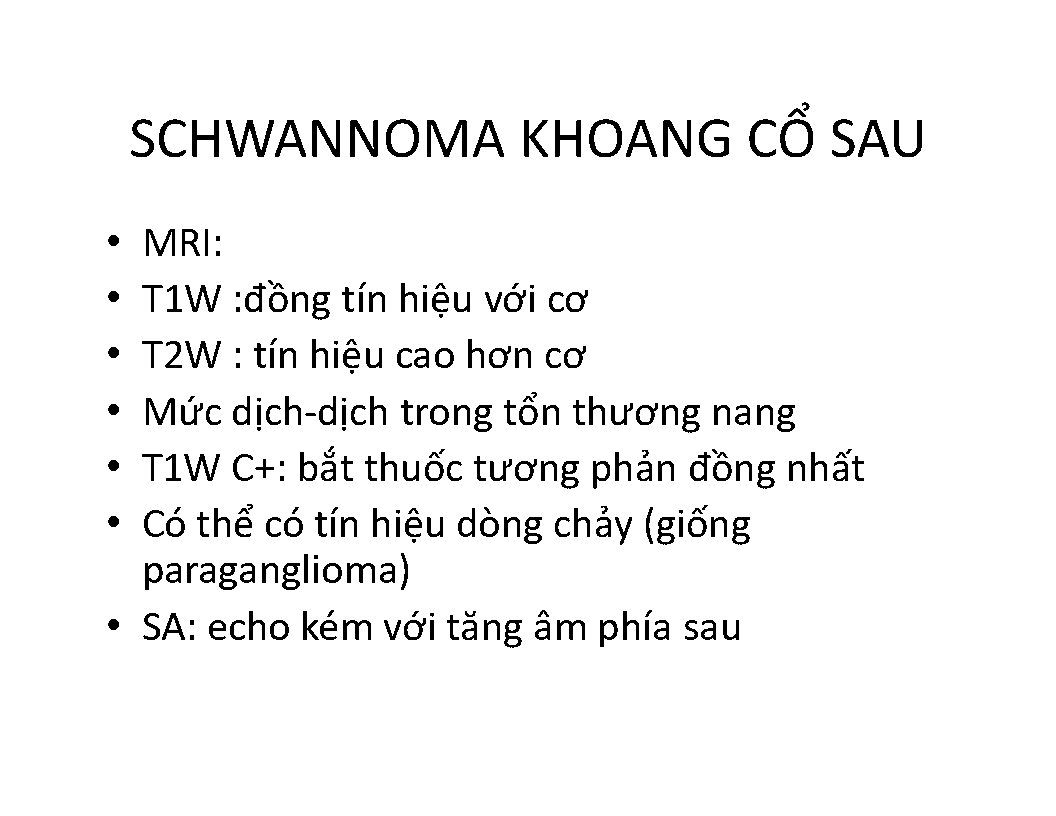 SCHWANNOMA KHOANG CỔ SAU
• MRI:
• T1W :đồng tín hiệu với cơ
• T2W : tín hiệu cao hơn cơ
• Mức dịch-dịch trong tổn thương nang
• T1W C+: bắt thuốc tương phản đồng nhất
• Có thể có tín hiệu dòng chảy (giống
paraganglioma)
• SA: echo kém với tăng âm phía sau